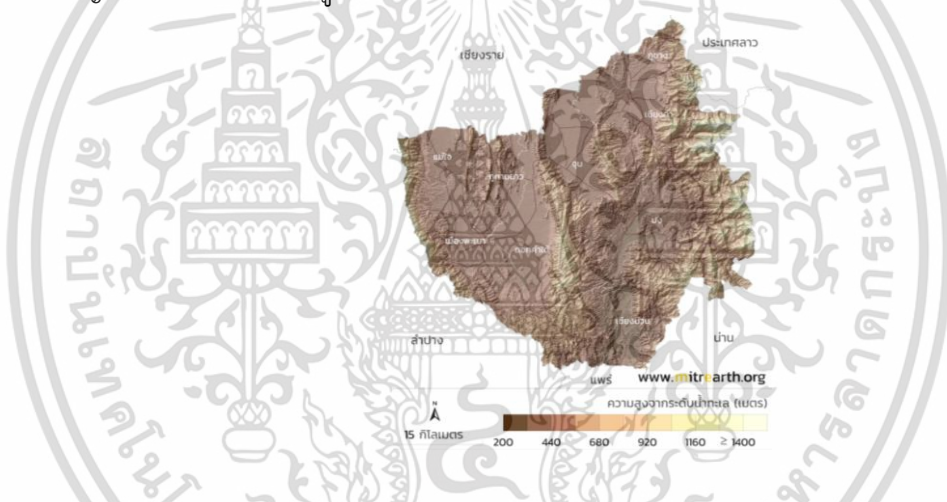 ประเทศลาว
เชียงราย
ภูซาง
เชียงคำ
แม่ใจ
จุน
ภูกามยาว
ปง
เมืองพะเยา
ดอกคำใต้
เชียงม่วน
ลำปาง
น่าน
แพร่
www.mitrearth.org
ความสูงจากระดับน้ำทะเล (เมตร)
N
15 กิโลเมตร
200 440 680 920 1160 ≥ 1400